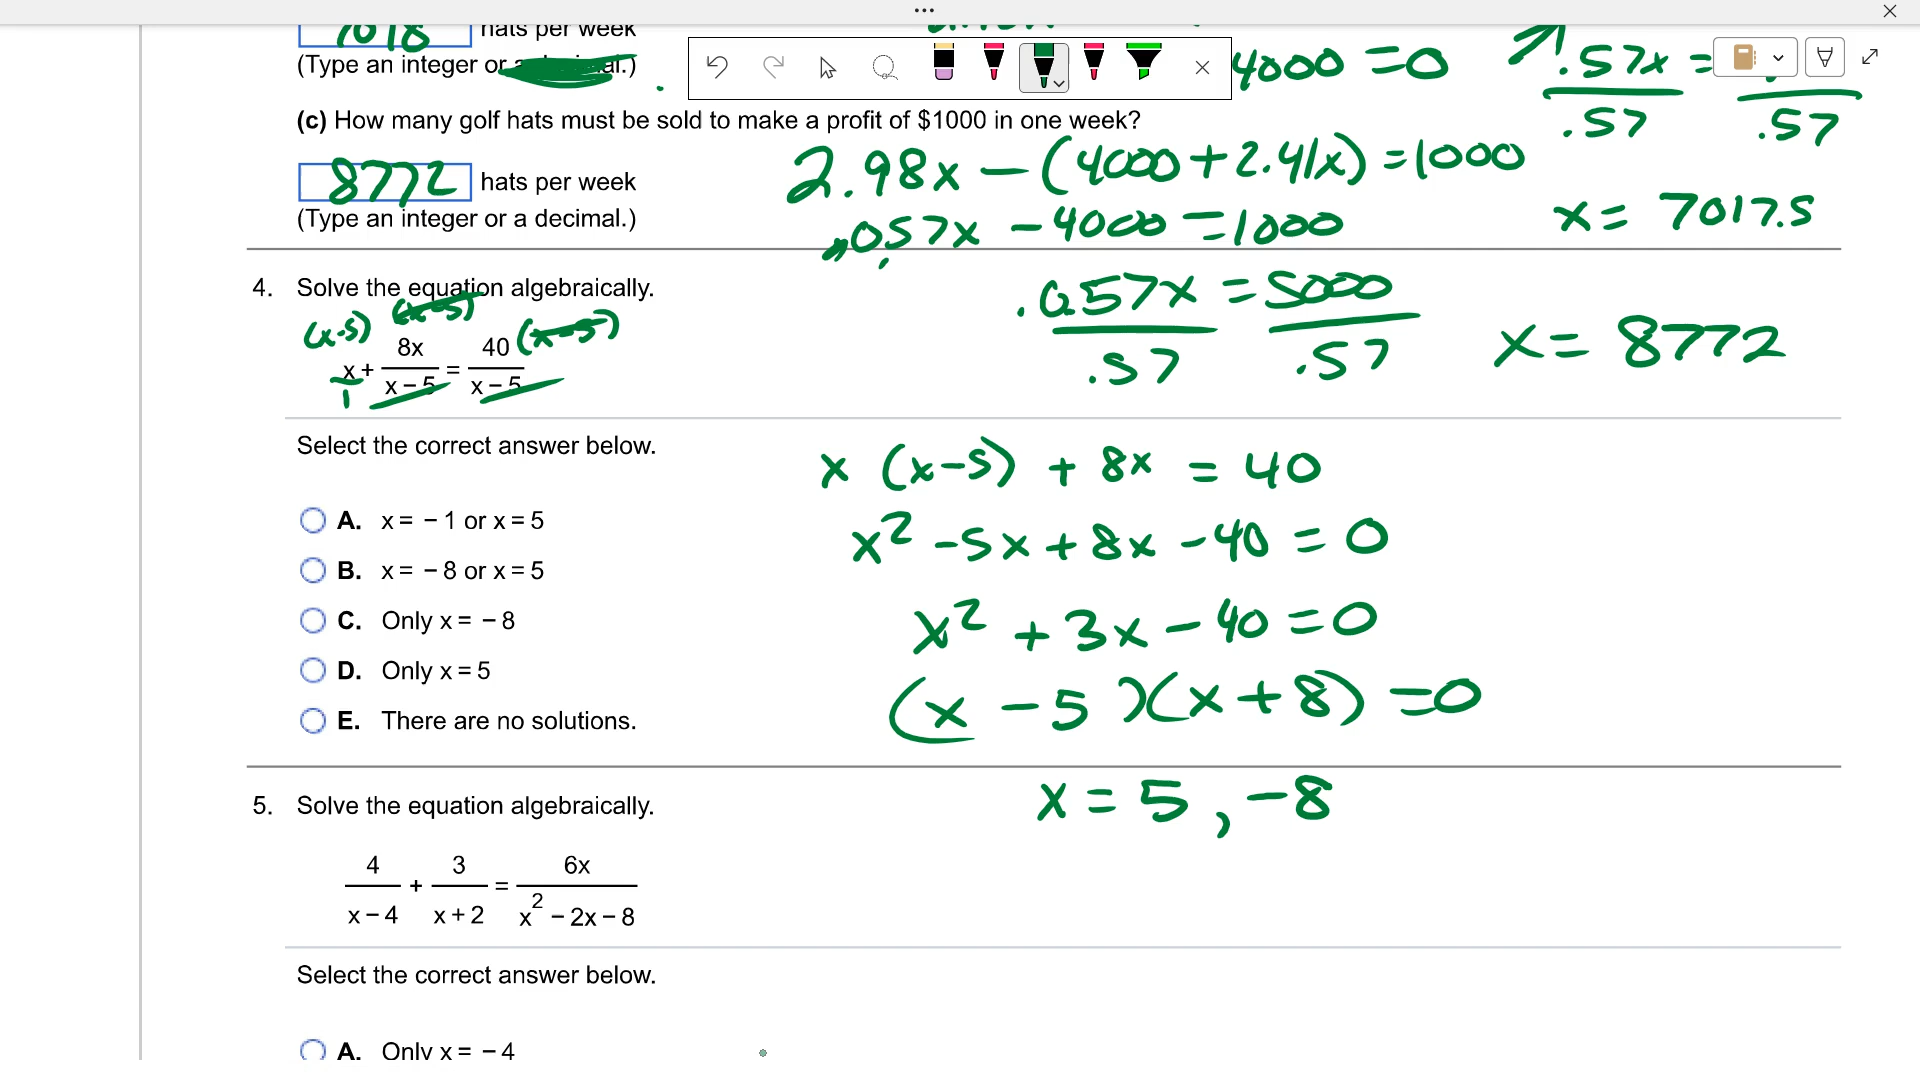 7018 hats per week
(Type an integer or
4000 = 0
.57x =
.57 .57
(c) How many golf hats must be sold to make a profit of $1000 in one week?
2.98x - (4000 + 2.41x) = 1000
8772 hats per week
x = 7017.5
(Type an integer or a decimal.)
.057x - 4000 = 1000
4. Solve the equation algebraically.
.057x = 5000
.57 .57
x = 8772
(x-5) (x-5) (x-5)
x/1 + 8x/(x - 5) = 40/(x - 5)
Select the correct answer below.
x (x-5) + 8x = 40
A. x = - 1 or x = 5
x² -5x + 8x - 40 = 0
B. x = - 8 or x = 5
C. Only x = - 8
x² + 3x - 40 = 0
D. Only x = 5
(x - 5)(x + 8) = 0
E. There are no solutions.
x = 5, -8
5. Solve the equation algebraically.
4/(x - 4) + 3/(x + 2) = 6x/(x² - 2x - 8)
Select the correct answer below.
A. Only x = - 4